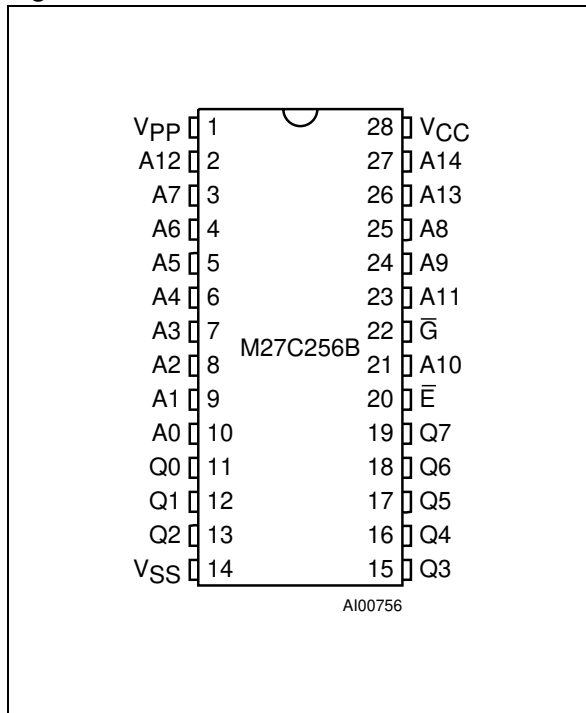 VPP 1 28 VCC
A12 2 27 A14
A7 3 26 A13
A6 4 25 A8
A5 5 24 A9
A4 6 23 A11
A3 7 22 G̅
M27C256B
A2 8 21 A10
A1 9 20 E̅
A0 10 19 Q7
Q0 11 18 Q6
Q1 12 17 Q5
Q2 13 16 Q4
VSS 14 15 Q3
AI00756